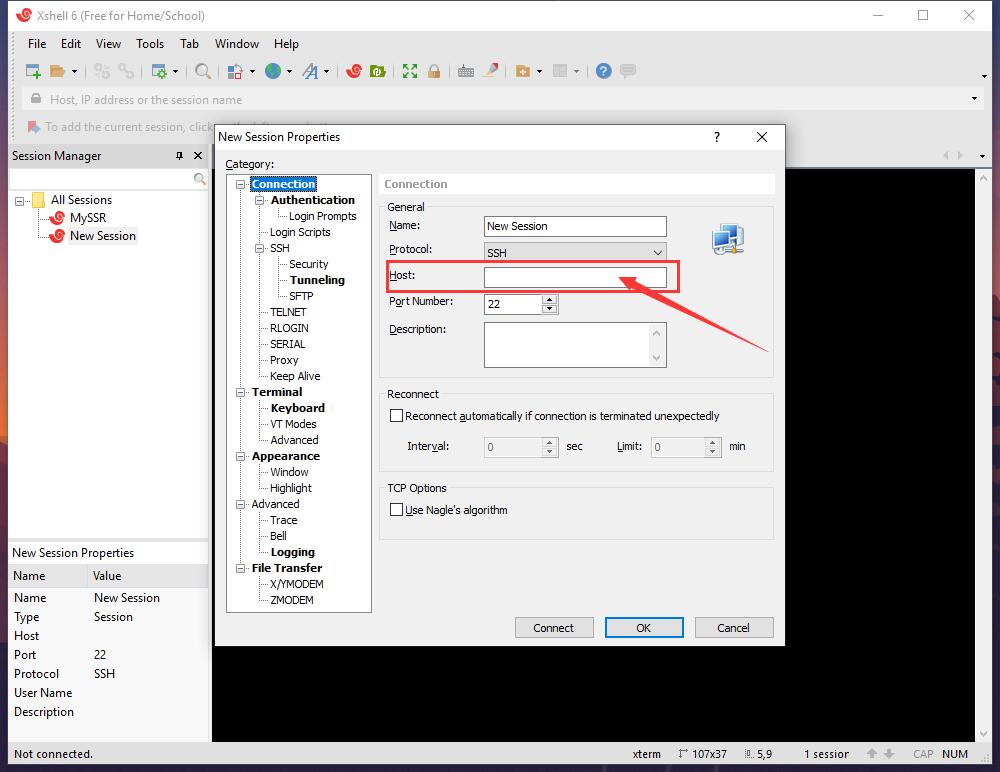 Xshell 6 (Free for Home/School)
File Edit View Tools Tab Window Help
Host, IP address or the session name
To add the current session, click
Session Manager
All Sessions
MySSR
New Session
New Session Properties
Name Value
Name New Session
Type Session
Host
Port 22
Protocol SSH
User Name
Description
New Session Properties
?
Category:
Connection
Authentication
Login Prompts
Login Scripts
SSH
Security
Tunneling
SFTP
TELNET
RLOGIN
SERIAL
Proxy
Keep Alive
Terminal
Keyboard
VT Modes
Advanced
Appearance
Window
Highlight
Advanced
Trace
Bell
Logging
File Transfer
X/YMODEM
ZMODEM
Connection
General
Name: New Session
Protocol: SSH
Host:
Port Number: 22
Description:
Reconnect
Reconnect automatically if connection is terminated unexpectedly
Interval: 0 sec Limit: 0 min
TCP Options
Use Nagle's algorithm
Connect OK Cancel
Not connected. xterm 107x37 5,9 1 session CAP NUM